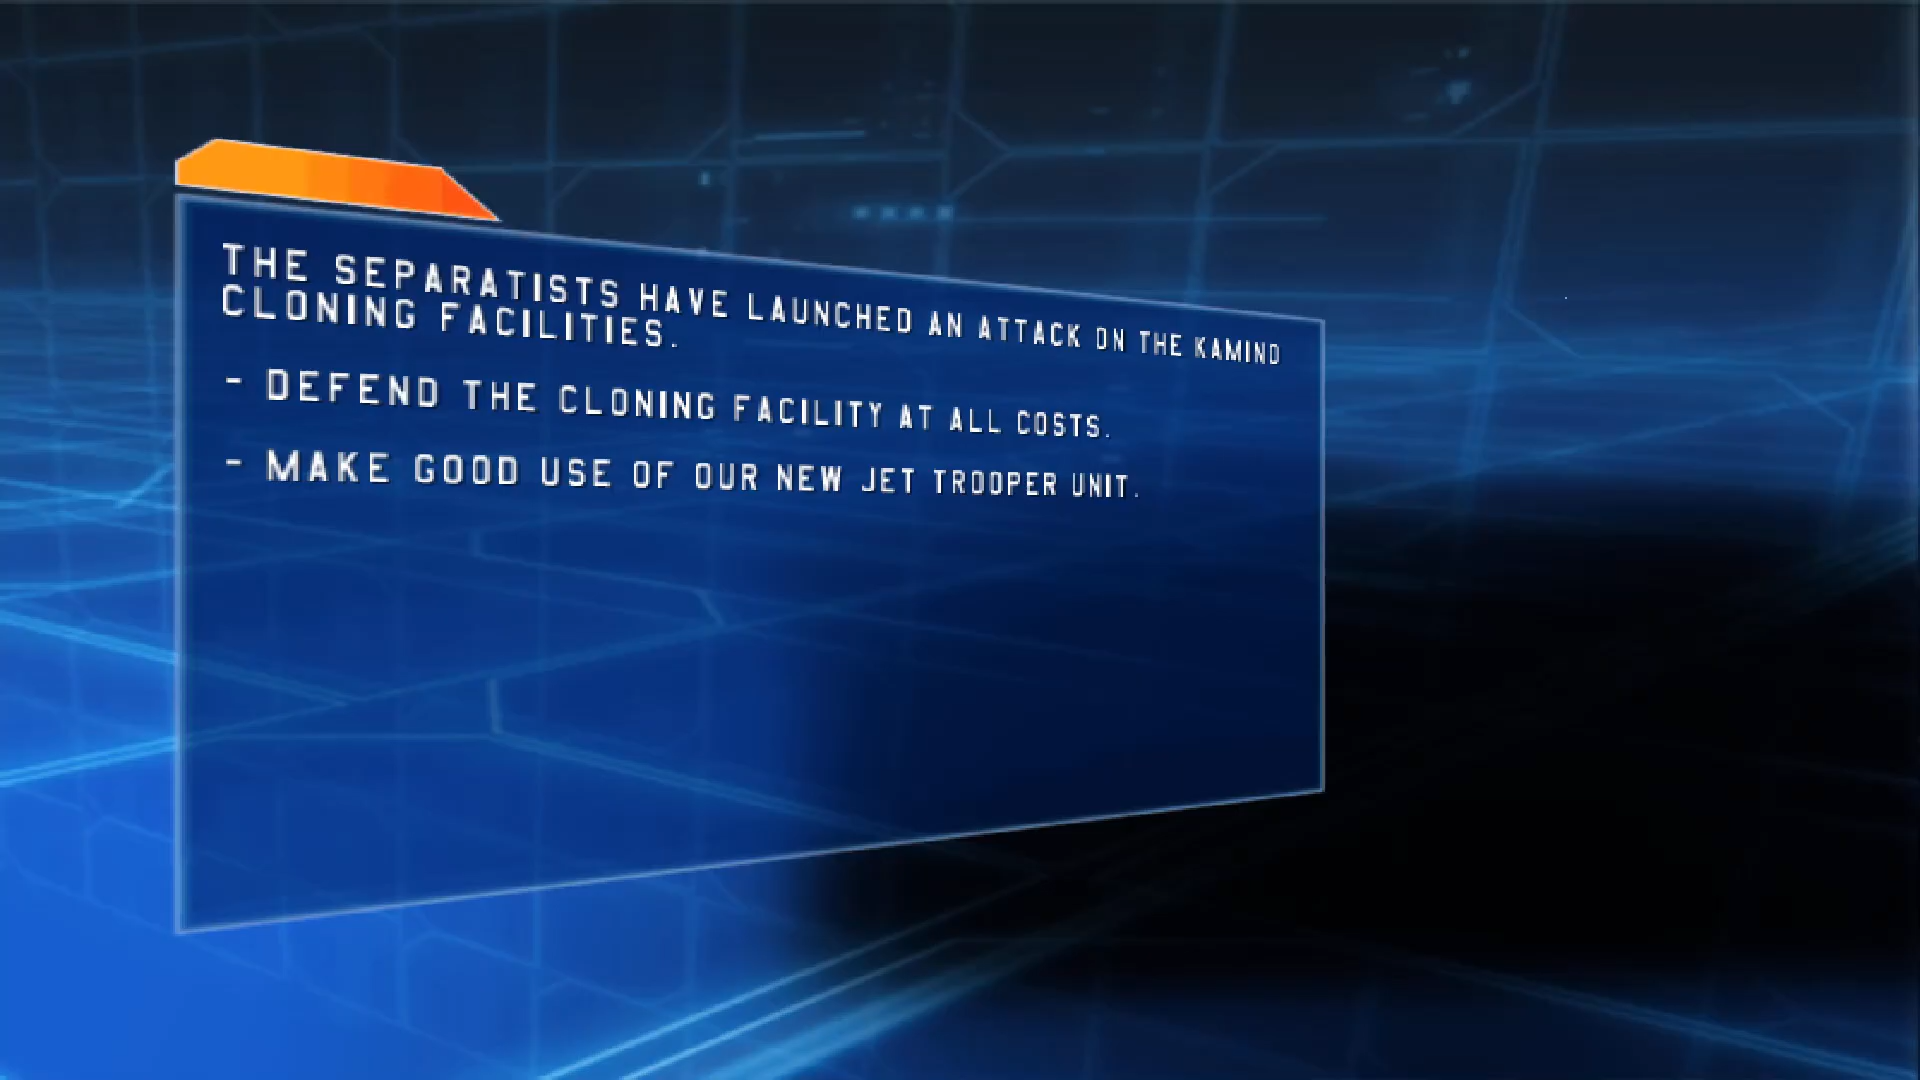 THE SEPARATISTS HAVE LAUNCHED AN ATTACK ON THE KAMINO
CLONING FACILITIES.
- DEFEND THE CLONING FACILITY AT ALL COSTS.
- MAKE GOOD USE OF OUR NEW JET TROOPER UNIT.